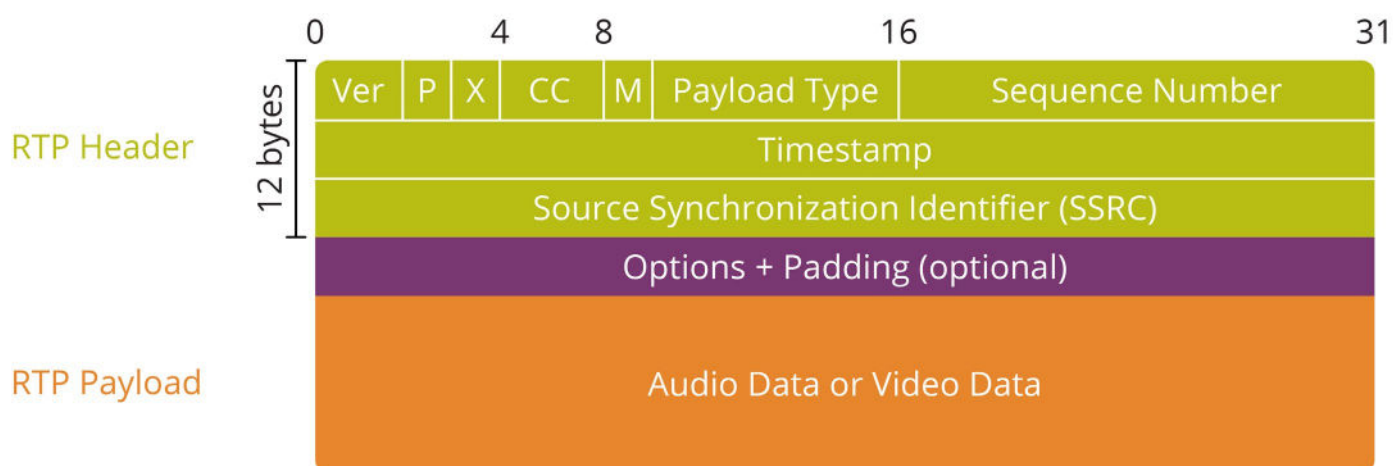 0 4 8 16 31
12 bytes
Ver P X CC M Payload Type Sequence Number
RTP Header
Timestamp
Source Synchronization Identifier (SSRC)
Options + Padding (optional)
RTP Payload
Audio Data or Video Data